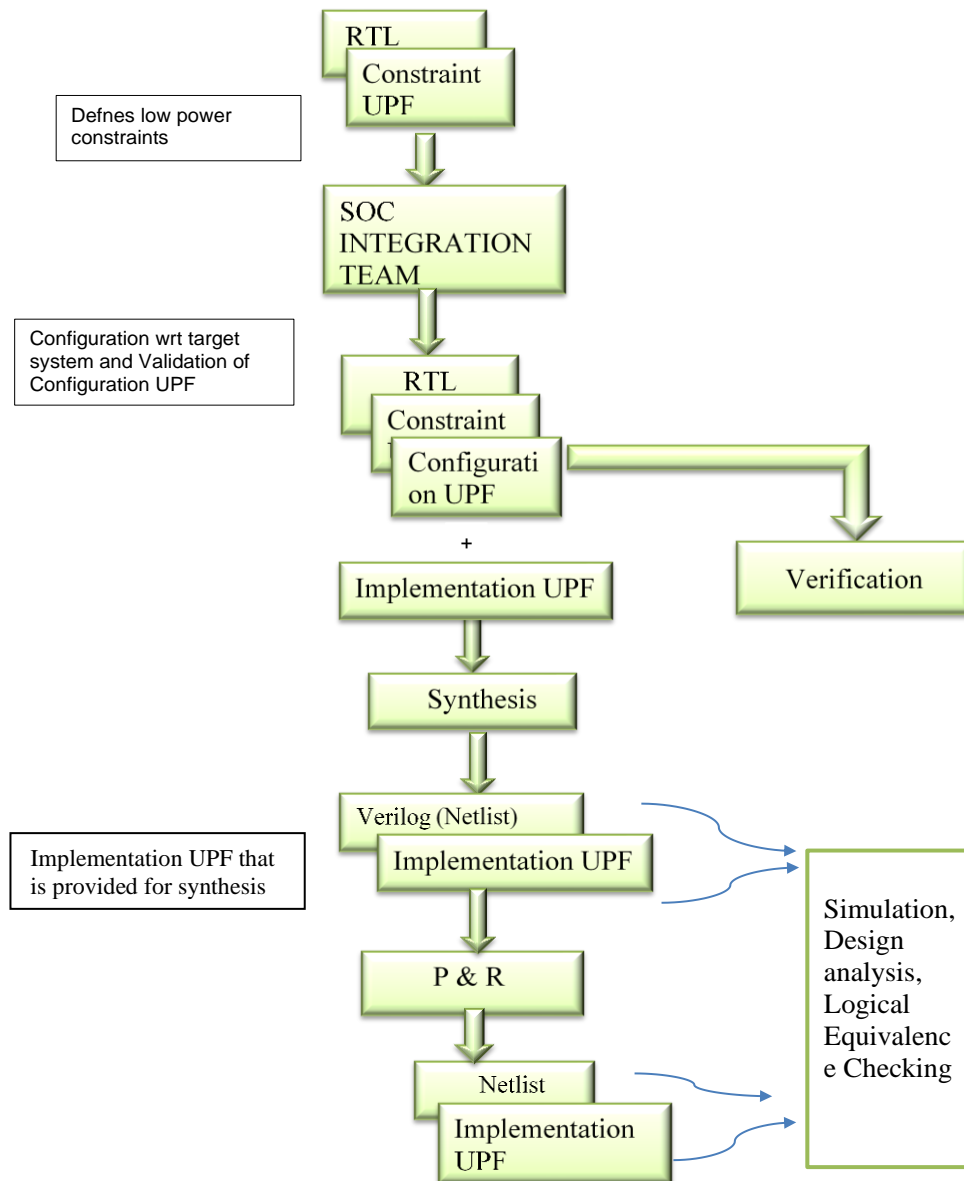 RTL
Constraint
UPF
Defnes low power
constraints
SOC
INTEGRATION
TEAM
Configuration wrt target
system and Validation of
Configuration UPF
RTL
Constraint
Configurati
on UPF
+
Implementation UPF
Verification
Synthesis
Verilog (Netlist)
Implementation UPF
Implementation UPF that
is provided for synthesis
Simulation,
Design
analysis,
Logical
Equivalenc
e Checking
P & R
Netlist
Implementation
UPF